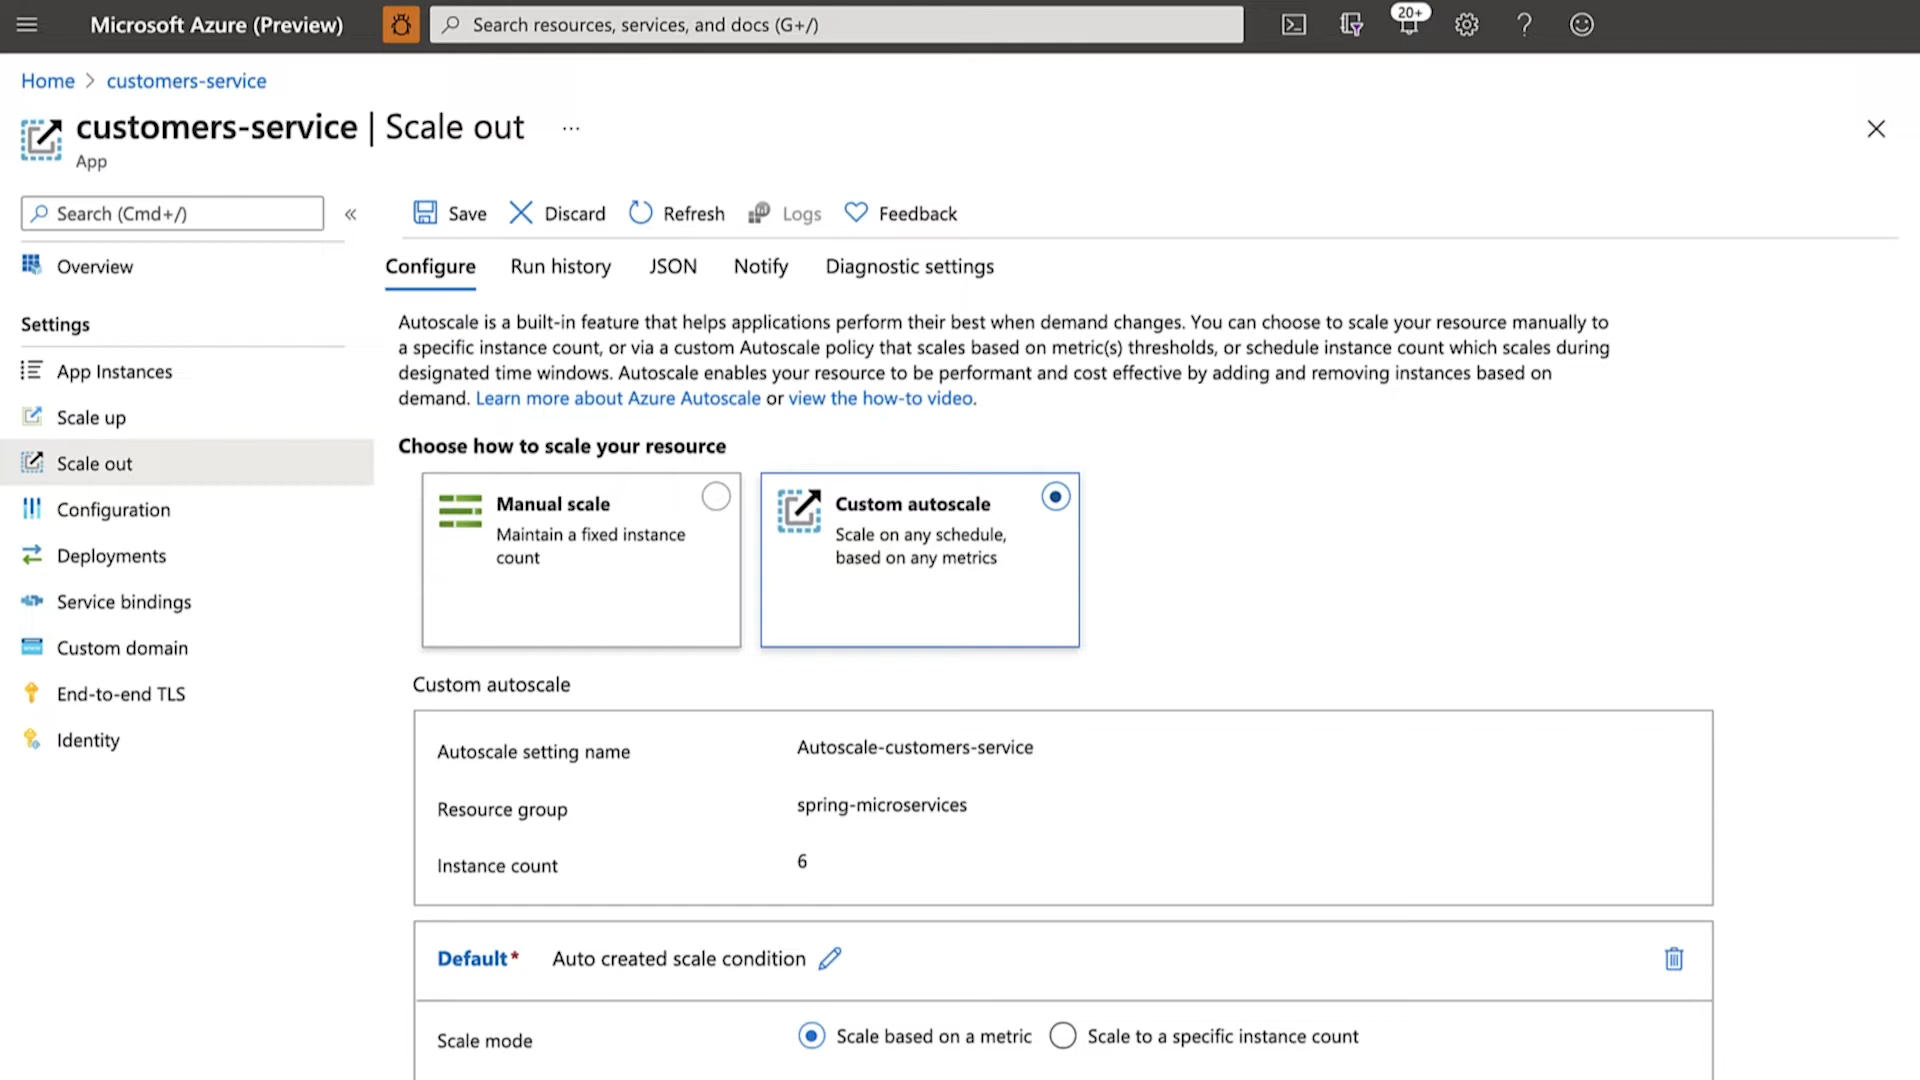 Microsoft Azure (Preview)
Search resources, services, and docs (G+/)
20+
Home > customers-service
customers-service | Scale out ...
App
Search (Cmd+/)
«
Save
Discard
Refresh
Logs
Feedback
Overview
Settings
App Instances
Scale up
Scale out
Configuration
Deployments
Service bindings
Custom domain
End-to-end TLS
Identity
Configure
Run history
JSON
Notify
Diagnostic settings
Autoscale is a built-in feature that helps applications perform their best when demand changes. You can choose to scale your resource manually to
a specific instance count, or via a custom Autoscale policy that scales based on metric(s) thresholds, or schedule instance count which scales during
designated time windows. Autoscale enables your resource to be performant and cost effective by adding and removing instances based on
demand. Learn more about Azure Autoscale or view the how-to video.
Choose how to scale your resource
Manual scale
Maintain a fixed instance
count
Custom autoscale
Scale on any schedule,
based on any metrics
Custom autoscale
Autoscale setting name
Autoscale-customers-service
Resource group
spring-microservices
Instance count
6
Default*
Auto created scale condition
Scale mode
Scale based on a metric
Scale to a specific instance count